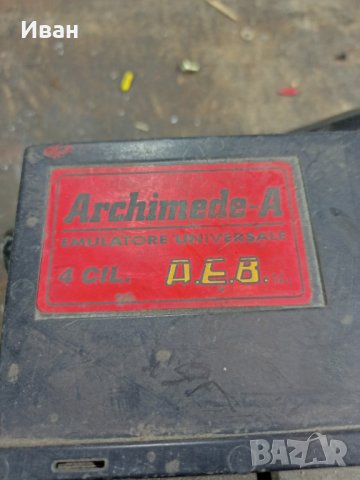 Иван
Archimede-A
EMULATORE UNIVERSALE
4 CIL. A.E.B.
BAZAR